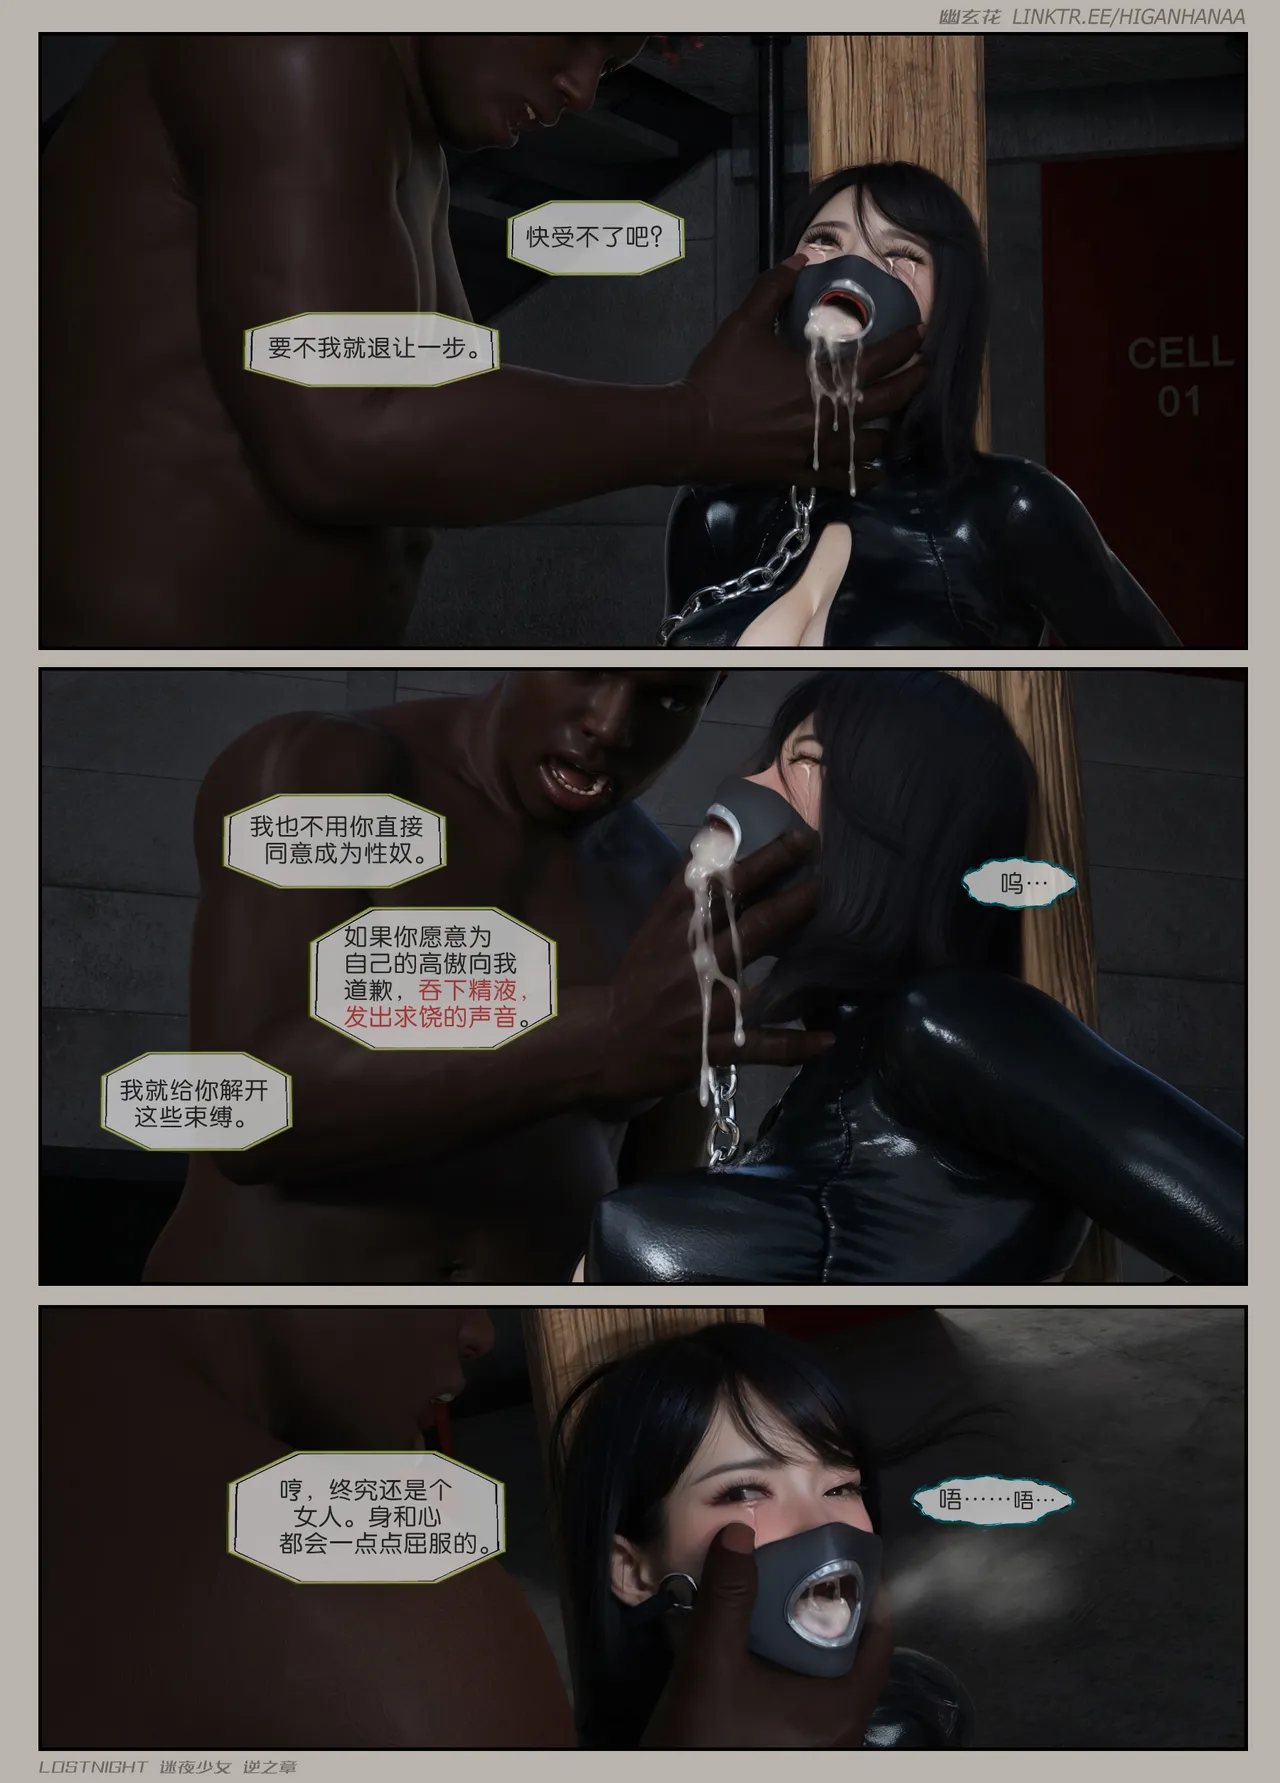 幽玄花 LINKTR.EE/HIGANHANAA
快受不了吧?
要不我就退让一步。
CELL
01
我也不用你直接
同意成为性奴。
呜…
如果你愿意为
自己的高傲向我
道歉，吞下精液，
发出求饶的声音。
我就给你解开
这些束缚。
哼，终究还是个
女人。身和心
都会一点点屈服的。
唔……唔…
LOSTNIGHT 迷夜少女 逆之章